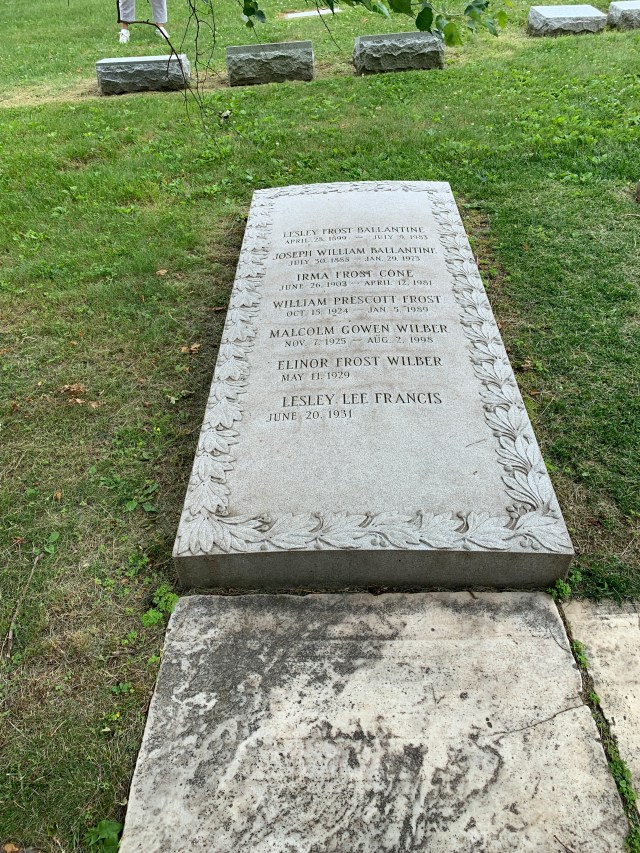 LESLEY FROST BALLANTINE
APRIL 28, 1899 — JULY 9, 1983
JOSEPH WILLIAM BALLANTINE
JULY 30, 1888 — JAN. 29, 1973
IRMA FROST CONE
JUNE 26, 1903 — APRIL 12, 1981
WILLIAM PRESCOTT FROST
OCT. 15, 1924 JAN. 5, 1989
MALCOLM GOWEN WILBER
NOV. 7, 1925 — AUG. 2, 1998
ELINOR FROST WILBER
MAY 11, 1929
LESLEY LEE FRANCIS
JUNE 20, 1931